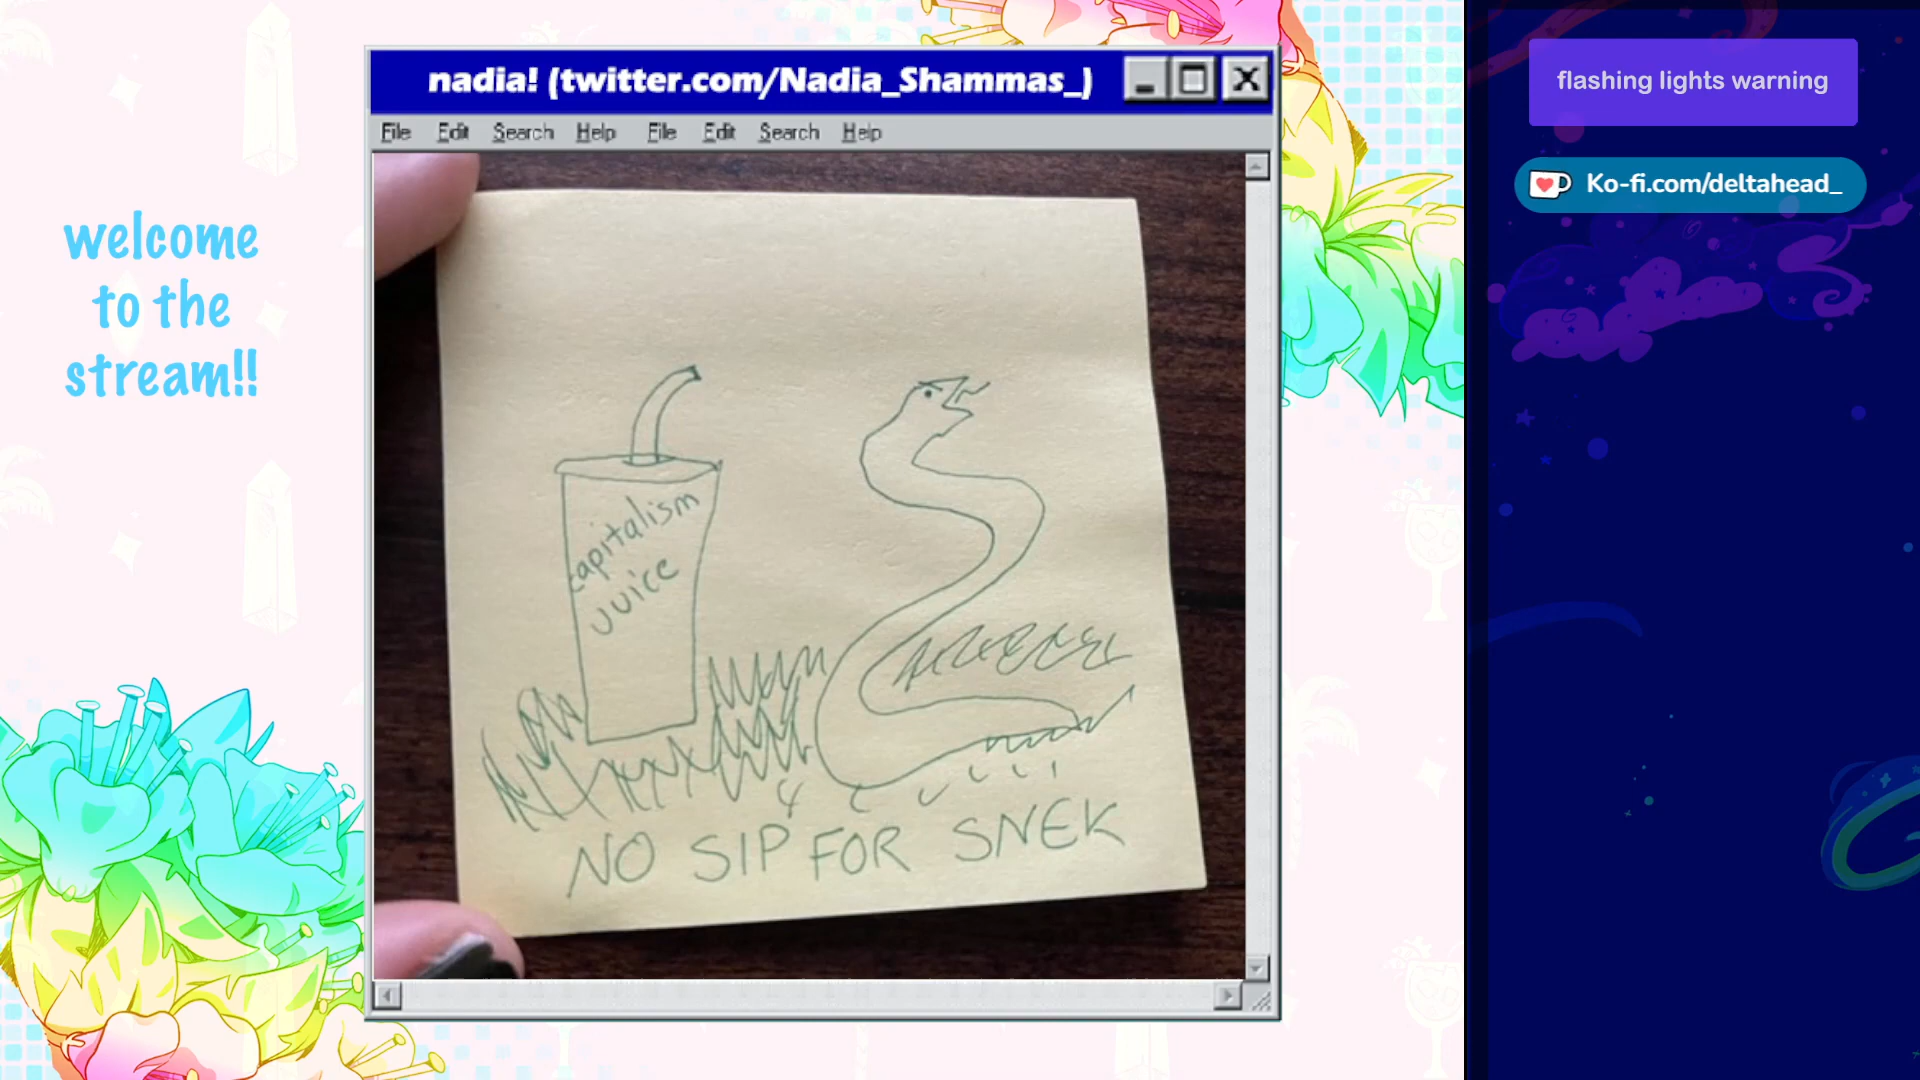 welcome
to the
stream!!
nadia! (twitter.com/Nadia_Shammas_)
File Edit Search Help File Edit Search Help
capitalism
juice
NO SIP FOR SNEK
flashing lights warning
Ko-fi.com/deltahead_